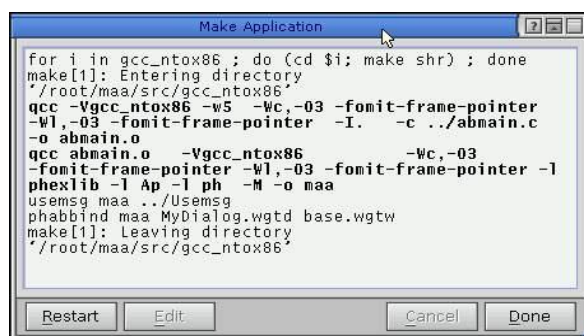 Make Application
for i in gcc_ntox86 ; do (cd $i; make shr) ; done
make[1]: Entering directory
‘/root/maa/src/gcc_ntox86’
qcc -Vgcc_ntox86 -w5 -Wc,-O3 -fomit-frame-pointer
-Wl,-O3 -fomit-frame-pointer -I. -c ../abmain.c
-o abmain.o
qcc abmain.o -Vgcc_ntox86 -Wc,-O3
-fomit-frame-pointer -Wl,-O3 -fomit-frame-pointer -l
phexlib -l Ap -l ph -M -o maa
usemsg maa ../Usemsg
phabbind maa MyDialog.wgtd base.wgtw
make[1]: Leaving directory
‘/root/maa/src/gcc_ntox86’
Restart
Edit
Cancel
Done